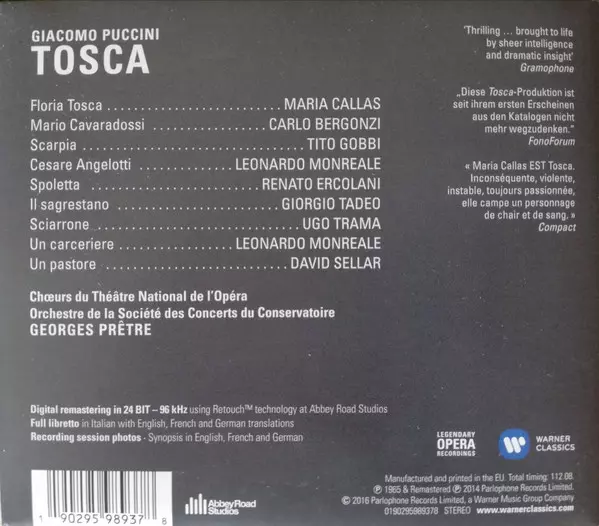 GIACOMO PUCCINI
TOSCA
Floria Tosca ........................ MARIA CALLAS
Mario Cavaradossi ................ CARLO BERGONZI
Scarpia ................................ TITO GOBBI
Cesare Angelotti ............ LEONARDO MONREALE
Spoletta ........................ RENATO ERCOLANI
Il sagrestano ...................... GIORGIO TADEO
Sciarrone ............................ UGO TRAMA
Un carceriere ................ LEONARDO MONREALE
Un pastore .......................... DAVID SELLAR
Chœurs du Théâtre National de l'Opéra
Orchestre de la Société des Concerts du Conservatoire
GEORGES PRÊTRE
'Thrilling ... brought to life
by sheer intelligence
and dramatic insight'
Gramophone
„Diese Tosca-Produktion ist
seit ihrem ersten Erscheinen
aus den Katalogen nicht
mehr wegzudenken.“
FonoForum
« Maria Callas EST Tosca.
Inconséquente, violente,
instable, toujours passionnée,
elle campe un personnage
de chair et de sang. »
Compact
Digital remastering in 24 BIT – 96 kHz using Retouch™ technology at Abbey Road Studios
Full libretto in Italian with English, French and German translations
Recording session photos · Synopsis in English, French and German
LEGENDARY
OPERA
RECORDINGS
WARNER
CLASSICS
1 90295 98937 8
AbbeyRoad
Studios
Manufactured and printed in the EU. Total timing: 112.08
℗ 1965 & Remastered ℗ 2014 Parlophone Records Limited.
© 2016 Parlophone Records Limited, a Warner Music Group Company
0190295989378 STEREO www.warnerclassics.com